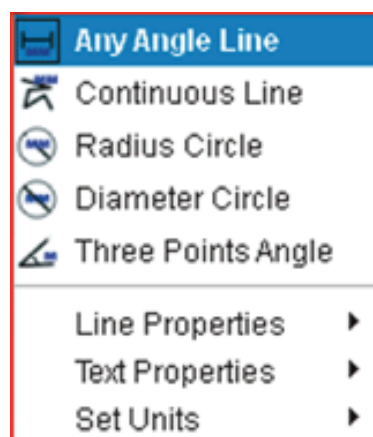 Any Angle Line
Continuous Line
Radius Circle
Diameter Circle
Three Points Angle
Line Properties
Text Properties
Set Units